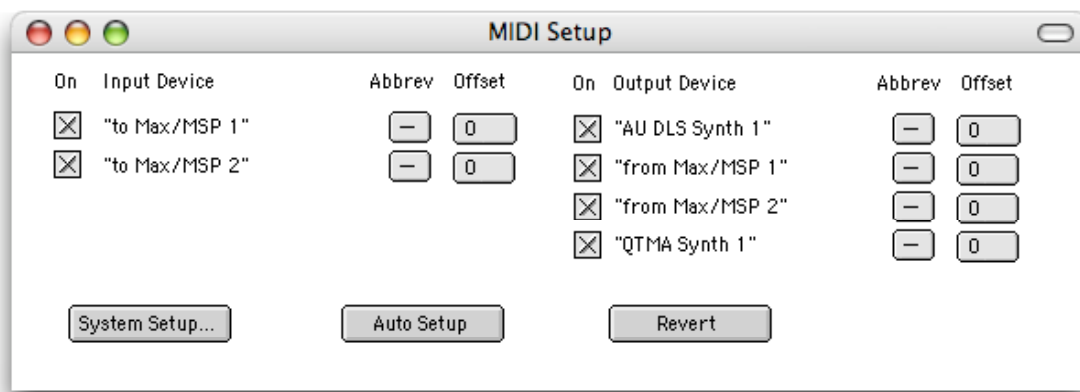 MIDI Setup
On Input Device Abbrev Offset On Output Device Abbrev Offset
"to Max/MSP 1" – 0 "AU DLS Synth 1" – 0
"to Max/MSP 2" – 0 "from Max/MSP 1" – 0
"from Max/MSP 2" – 0
"QTMA Synth 1" – 0
System Setup... Auto Setup Revert